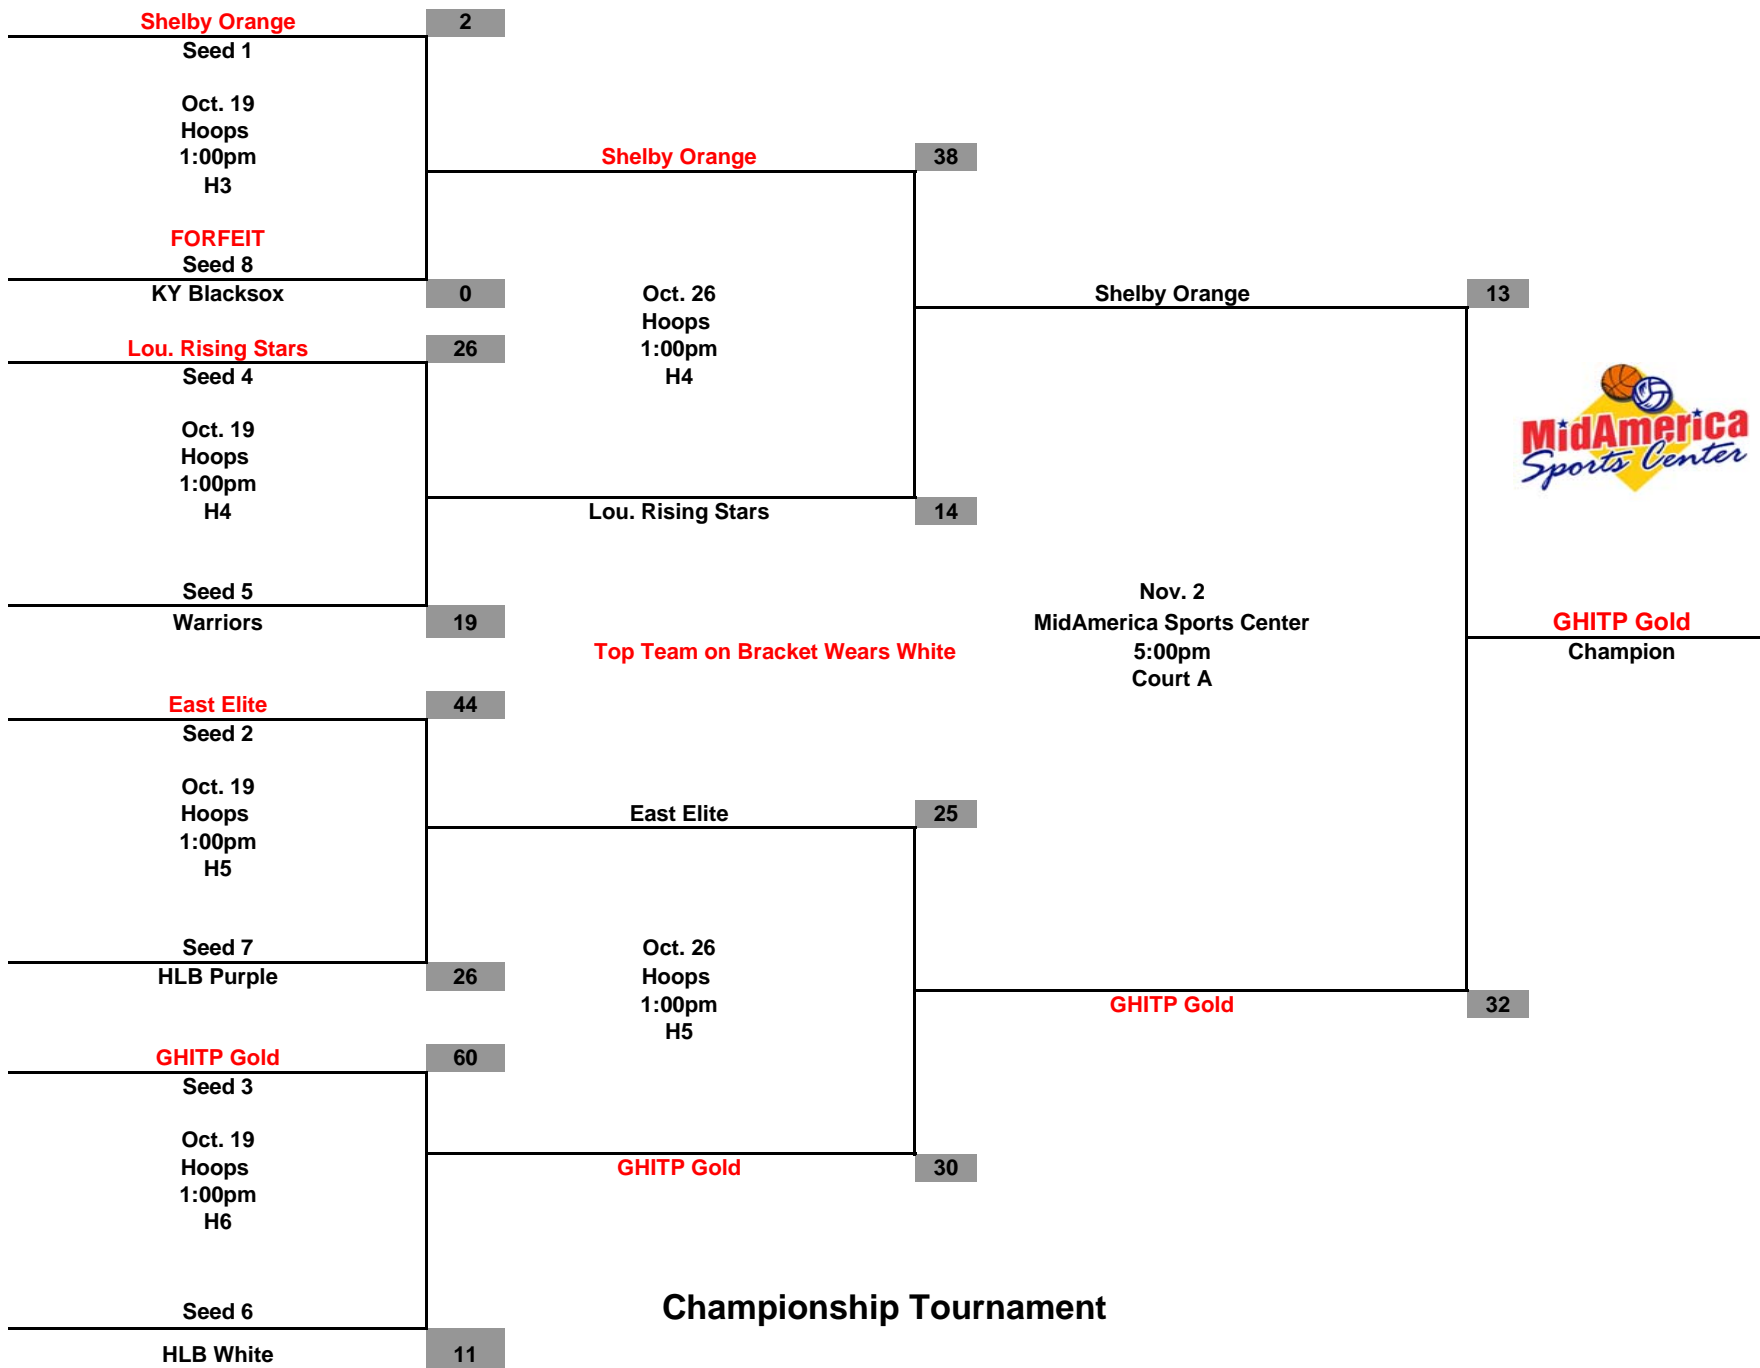 Shelby Orange 2
Seed 1
Oct. 19
Hoops
1:00pm
H3
FORFEIT
Seed 8
KY Blacksox 0
Lou. Rising Stars 26
Seed 4
Oct. 19
Hoops
1:00pm
H4
Seed 5
Warriors 19
East Elite 44
Seed 2
Oct. 19
Hoops
1:00pm
H5
Seed 7
HLB Purple 26
GHITP Gold 60
Seed 3
Oct. 19
Hoops
1:00pm
H6
Seed 6
HLB White 11
Shelby Orange 38
Oct. 26
Hoops
1:00pm
H4
Lou. Rising Stars 14
Top Team on Bracket Wears White
East Elite 25
Oct. 26
Hoops
1:00pm
H5
GHITP Gold 30
Shelby Orange 13
Nov. 2
MidAmerica Sports Center
5:00pm
Court A
GHITP Gold 32
MidAmerica
Sports Center
GHITP Gold
Champion
Championship Tournament